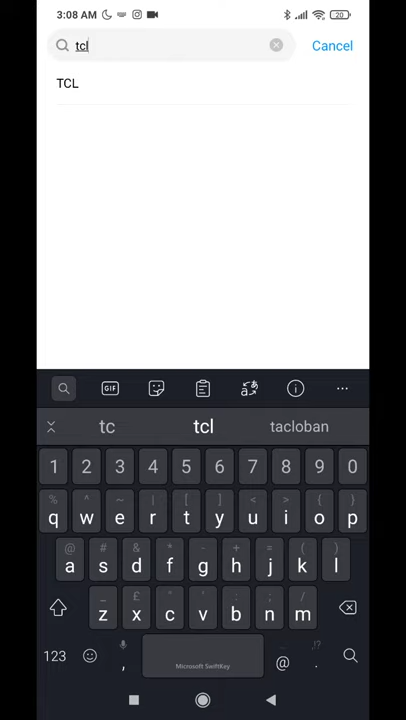 3:08 AM 20
tcl Cancel
TCL
GIF
tc tcl tacloban
1 2 3 4 5 6 7 8 9 0
% ^ ~ | [ ] < > { }
q w e r t y u i o p
@ # & * - + = ( )
a s d f g h j k l
_ £ " ' : ; /
z x c v b n m
123 , Microsoft SwiftKey @ . ,!?